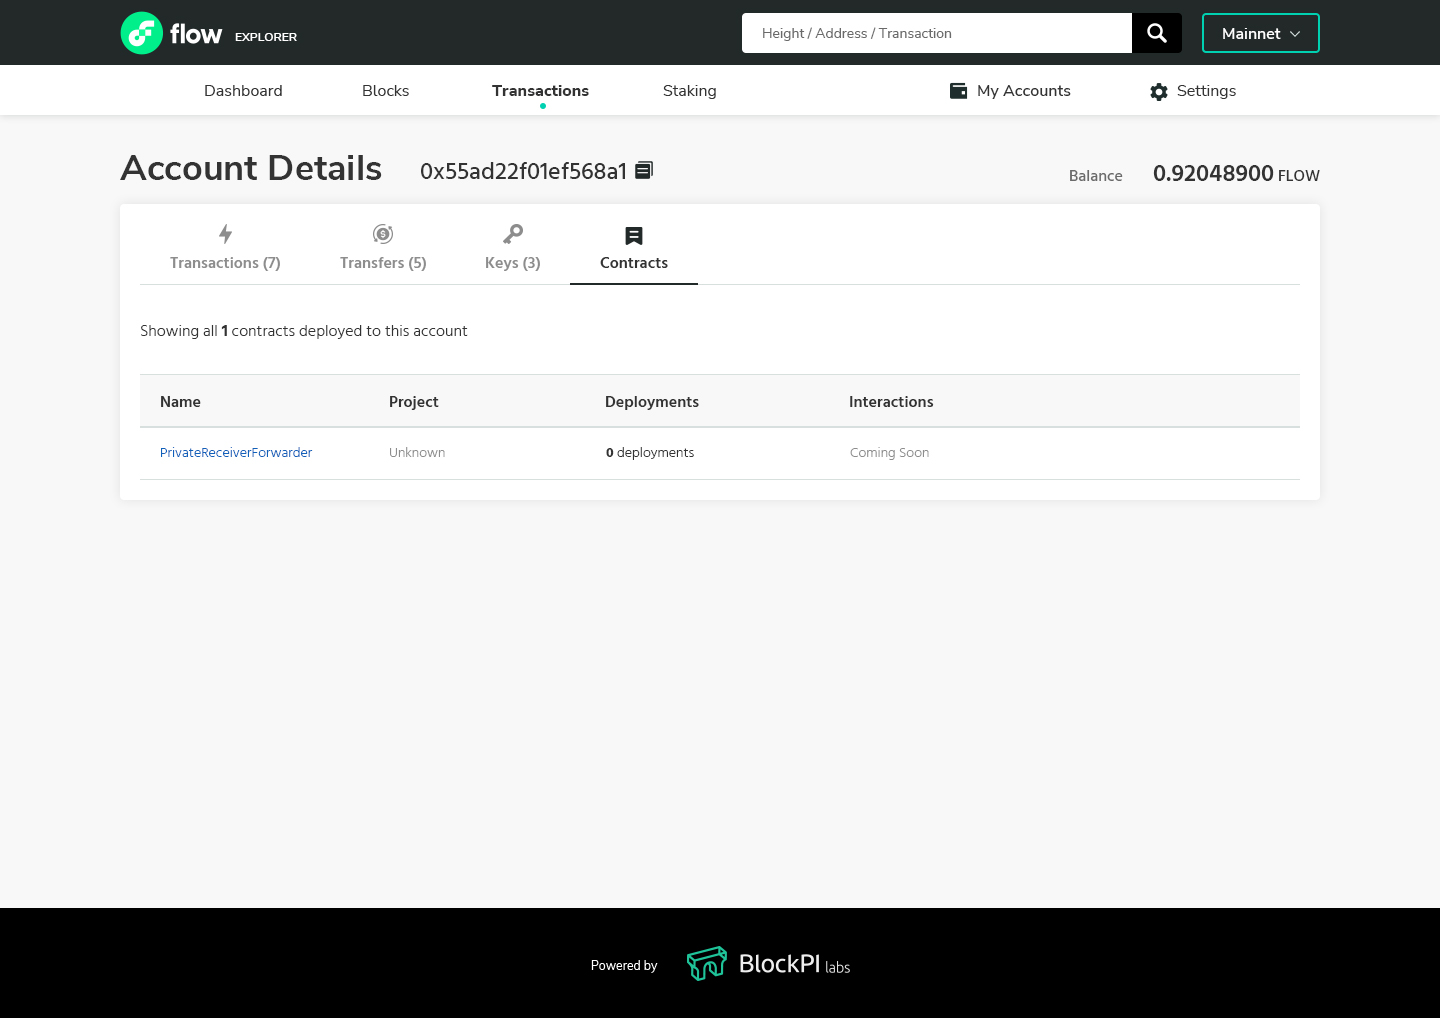 flow EXPLORER
Height / Address / Transaction
Mainnet
Dashboard Blocks Transactions Staking My Accounts Settings
Account Details 0x55ad22f01ef568a1 Balance 0.92048900 FLOW
Transactions (7) Transfers (5) Keys (3) Contracts
Showing all 1 contracts deployed to this account
Name Project Deployments Interactions
PrivateReceiverForwarder Unknown 0 deployments Coming Soon
Powered by BlockPI labs